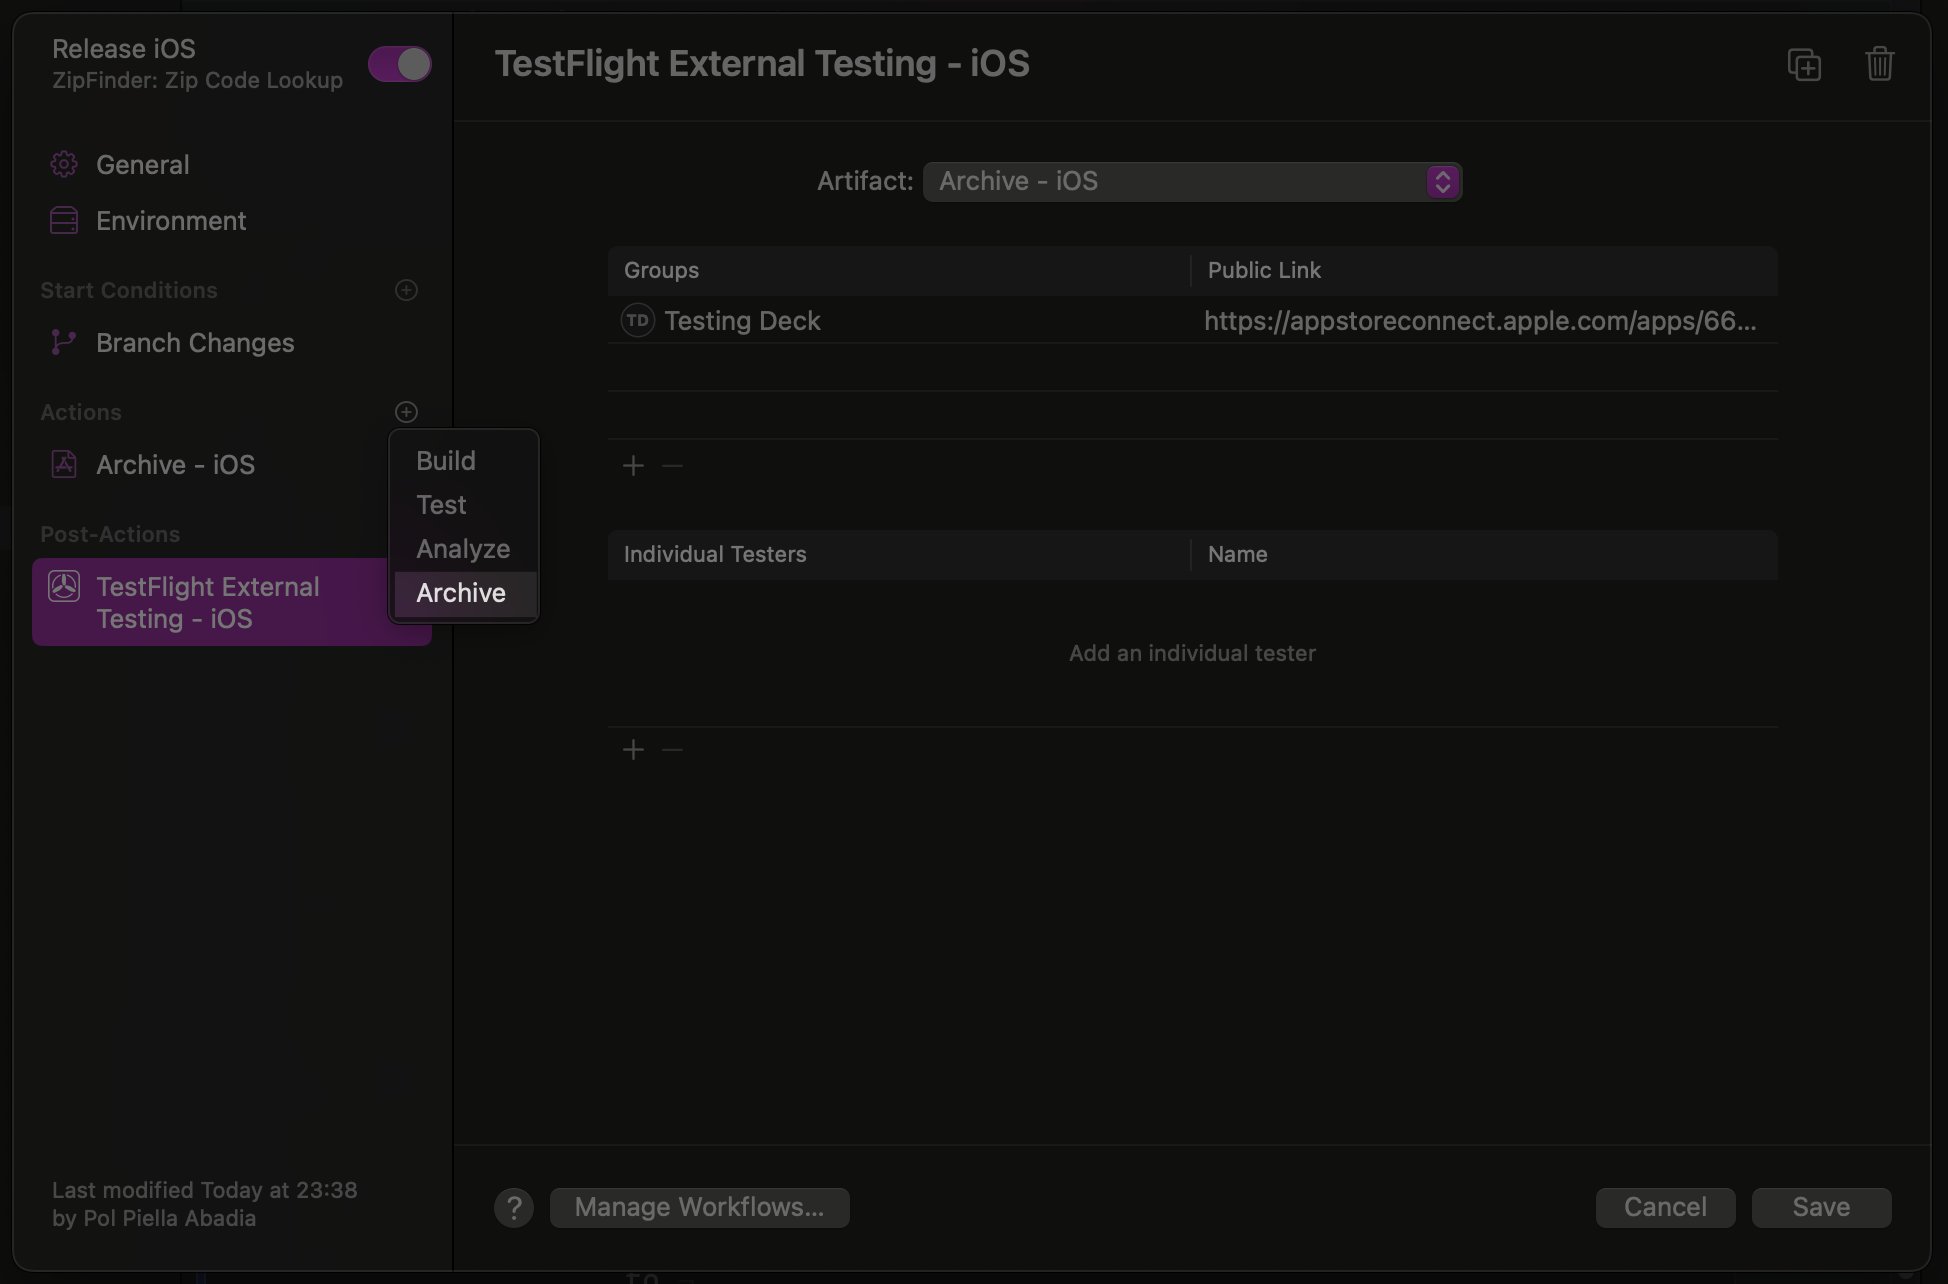 Release iOS
ZipFinder: Zip Code Lookup
General
Environment
Start Conditions
Branch Changes
Actions
Archive - iOS
Post-Actions
TestFlight External
Testing - iOS
Build
Test
Analyze
Archive
Last modified Today at 23:38
by Pol Piella Abadia
TestFlight External Testing - iOS
Artifact: Archive - iOS
Groups Public Link
TD Testing Deck https://appstoreconnect.apple.com/apps/66...
Individual Testers Name
Add an individual tester
? Manage Workflows... Cancel Save